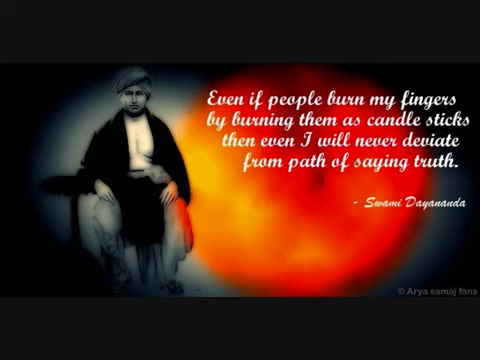 Even if people burn my fingers
by burning them as candle sticks
then even I will never deviate
from path of saying truth.
- Swami Dayananda
© Arya samaj fans